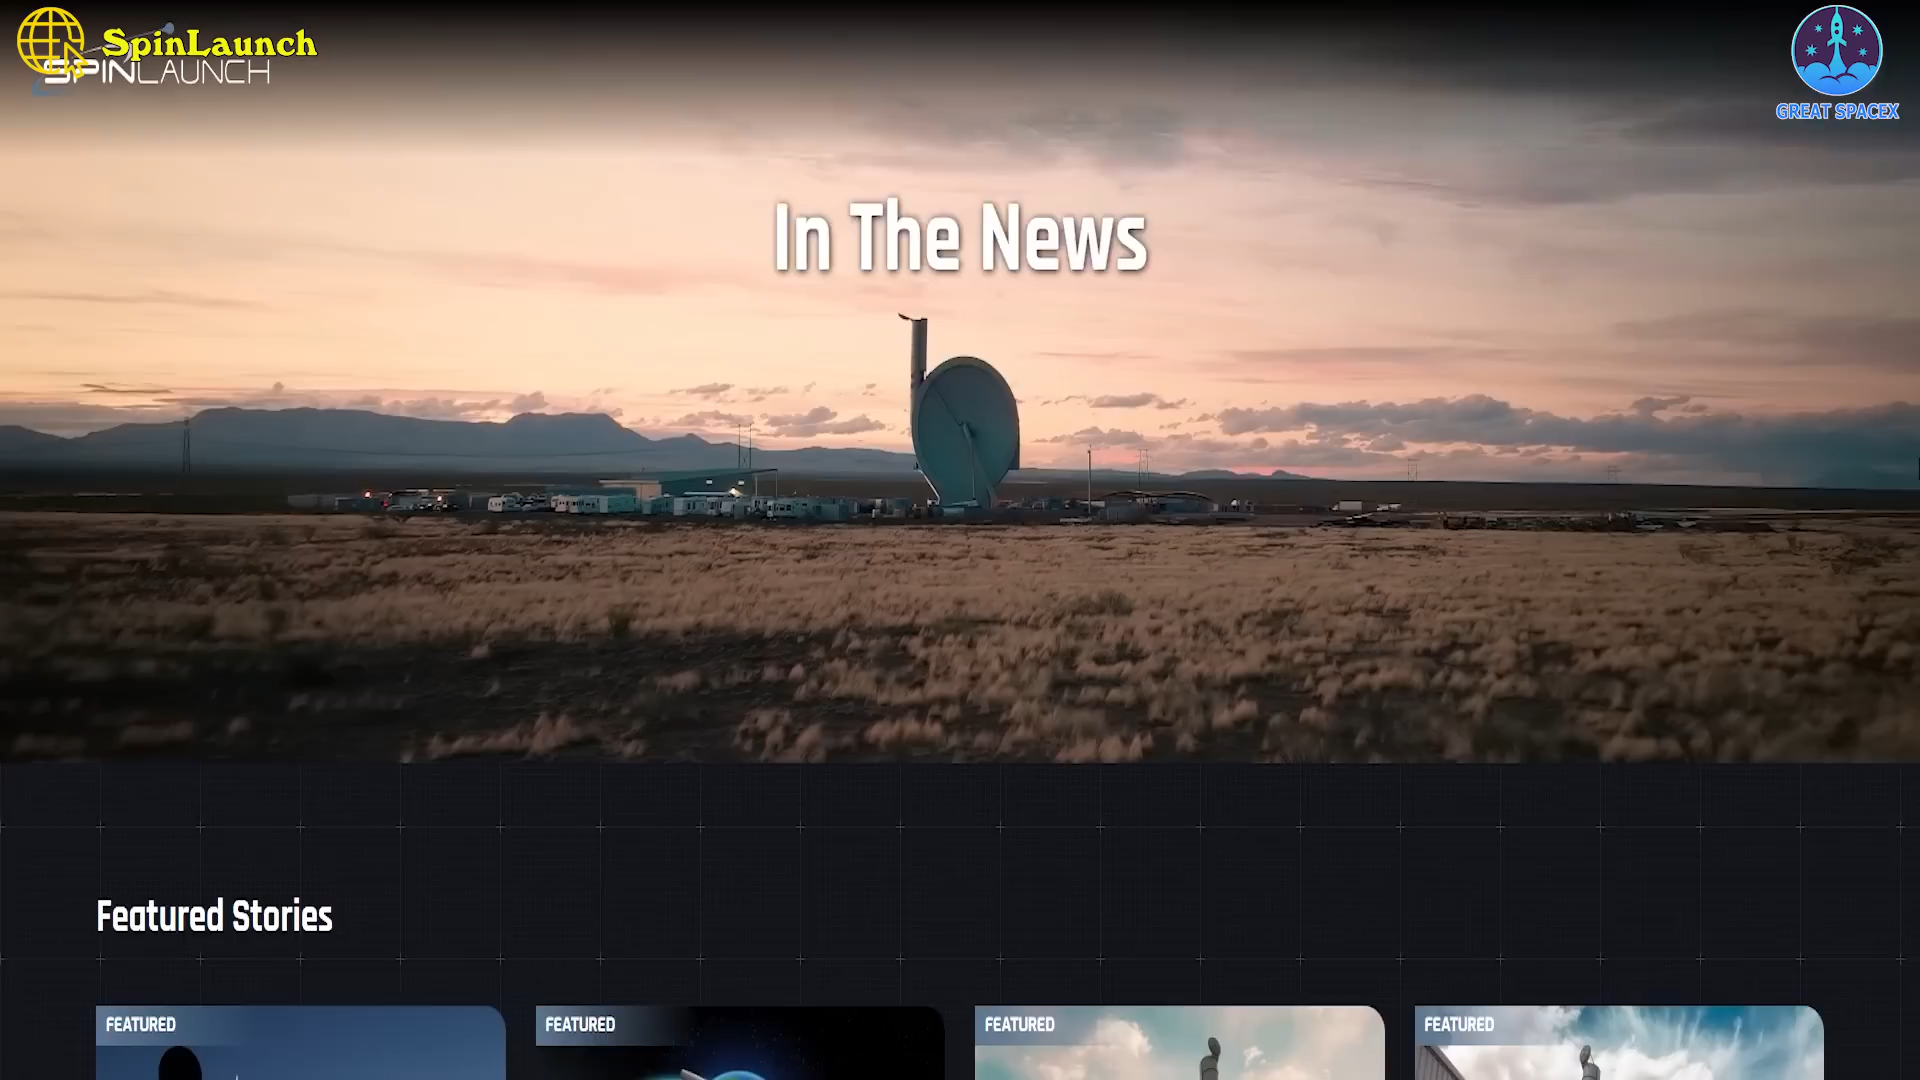 SpinLaunch
SPINLAUNCH
GREAT SPACEX
In The News
Featured Stories
FEATURED
FEATURED
FEATURED
FEATURED